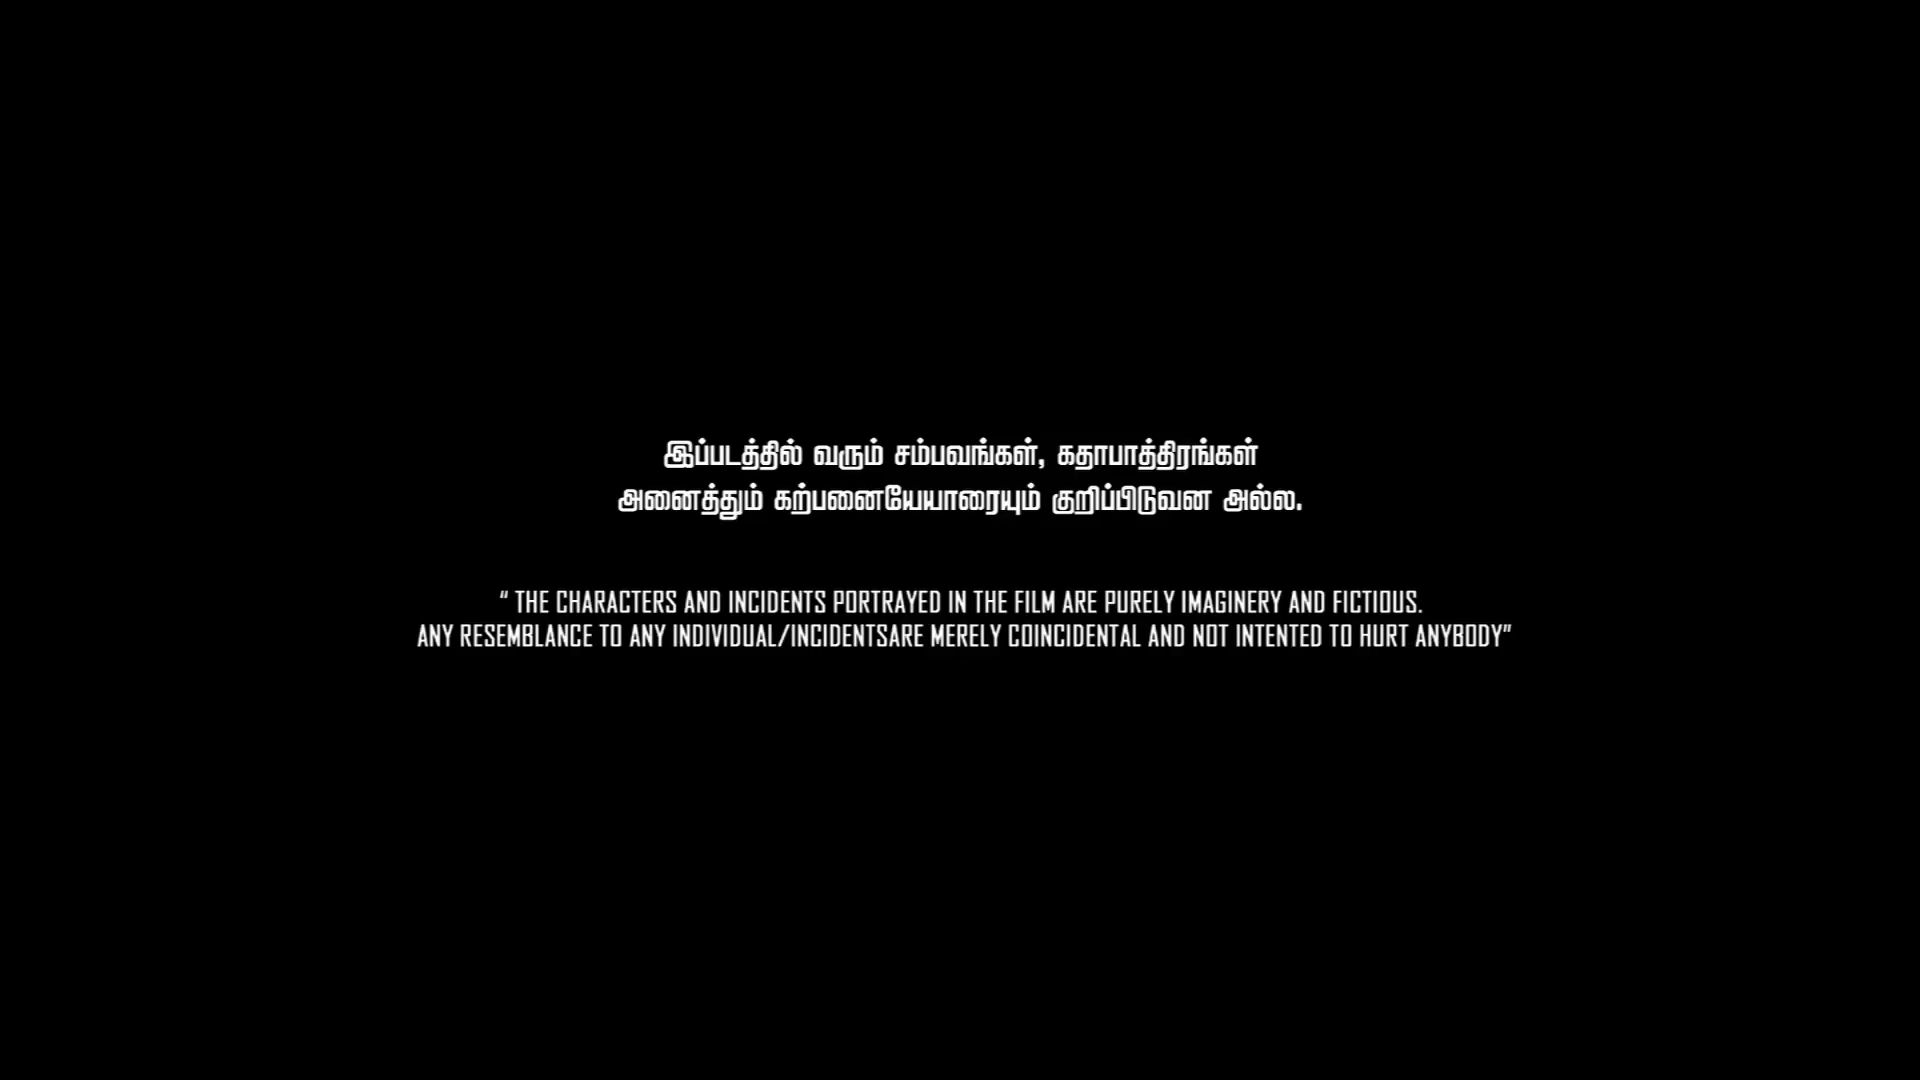 இப்படத்தில் வரும் சம்பவங்கள், கதாபாத்திரங்கள்
அனைத்தும் கற்பனையேயாரையும் குறிப்பிடுவன அல்ல.
“ THE CHARACTERS AND INCIDENTS PORTRAYED IN THE FILM ARE PURELY IMAGINERY AND FICTIOUS.
ANY RESEMBLANCE TO ANY INDIVIDUAL/INCIDENTSARE MERELY COINCIDENTAL AND NOT INTENTED TO HURT ANYBODY”